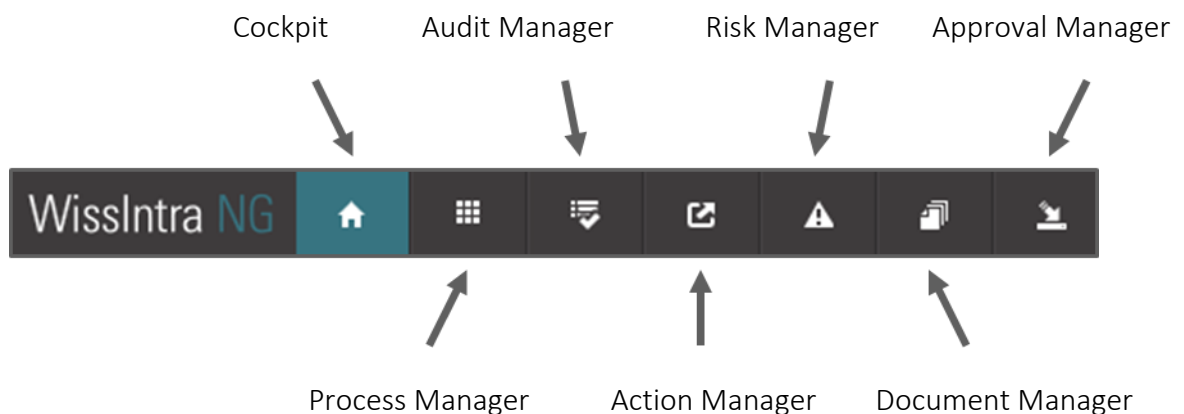 Cockpit Audit Manager Risk Manager Approval Manager
WissIntra NG
Process Manager Action Manager Document Manager